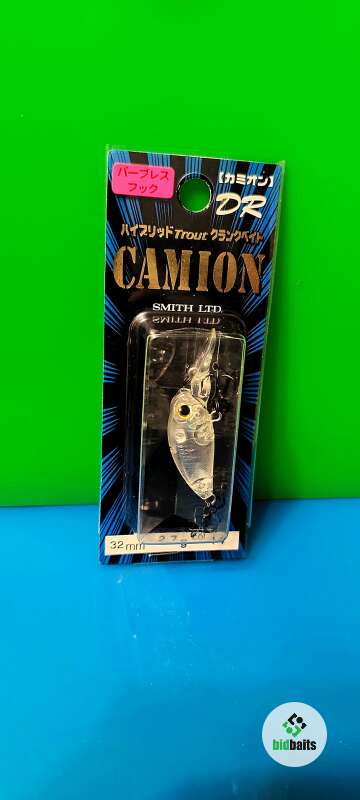 バーブレス
フック
【カミオン】
DR
ハイブリッドTroutクランクベイト
CAMION
SMITH LTD.
32mm
bidbaits